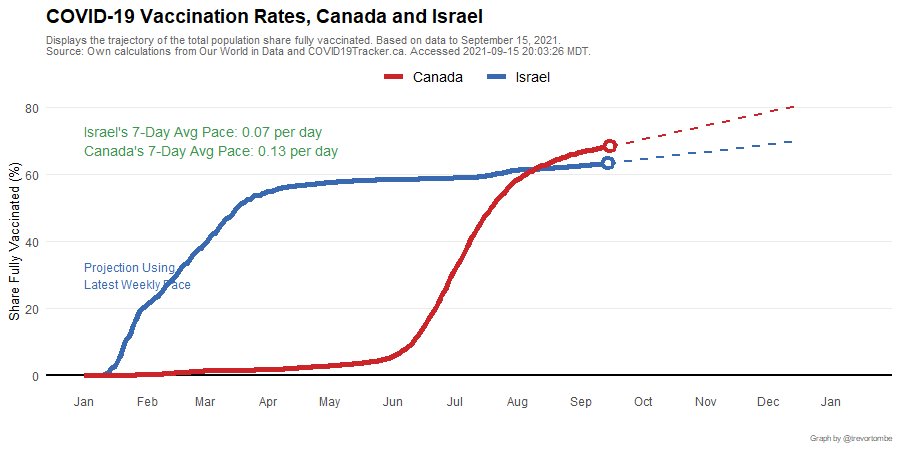 COVID-19 Vaccination Rates, Canada and Israel
Displays the trajectory of the total population share fully vaccinated. Based on data to September 15, 2021.
Source: Own calculations from Our World in Data and COVID19Tracker.ca. Accessed 2021-09-15 20:03:26 MDT.
Canada Israel
Share Fully Vaccinated (%)
80
60
40
20
0
Israel's 7-Day Avg Pace: 0.07 per day
Canada's 7-Day Avg Pace: 0.13 per day
Projection Using
Latest Weekly Pace
Jan Feb Mar Apr May Jun Jul Aug Sep Oct Nov Dec Jan
Graph by @trevortombe